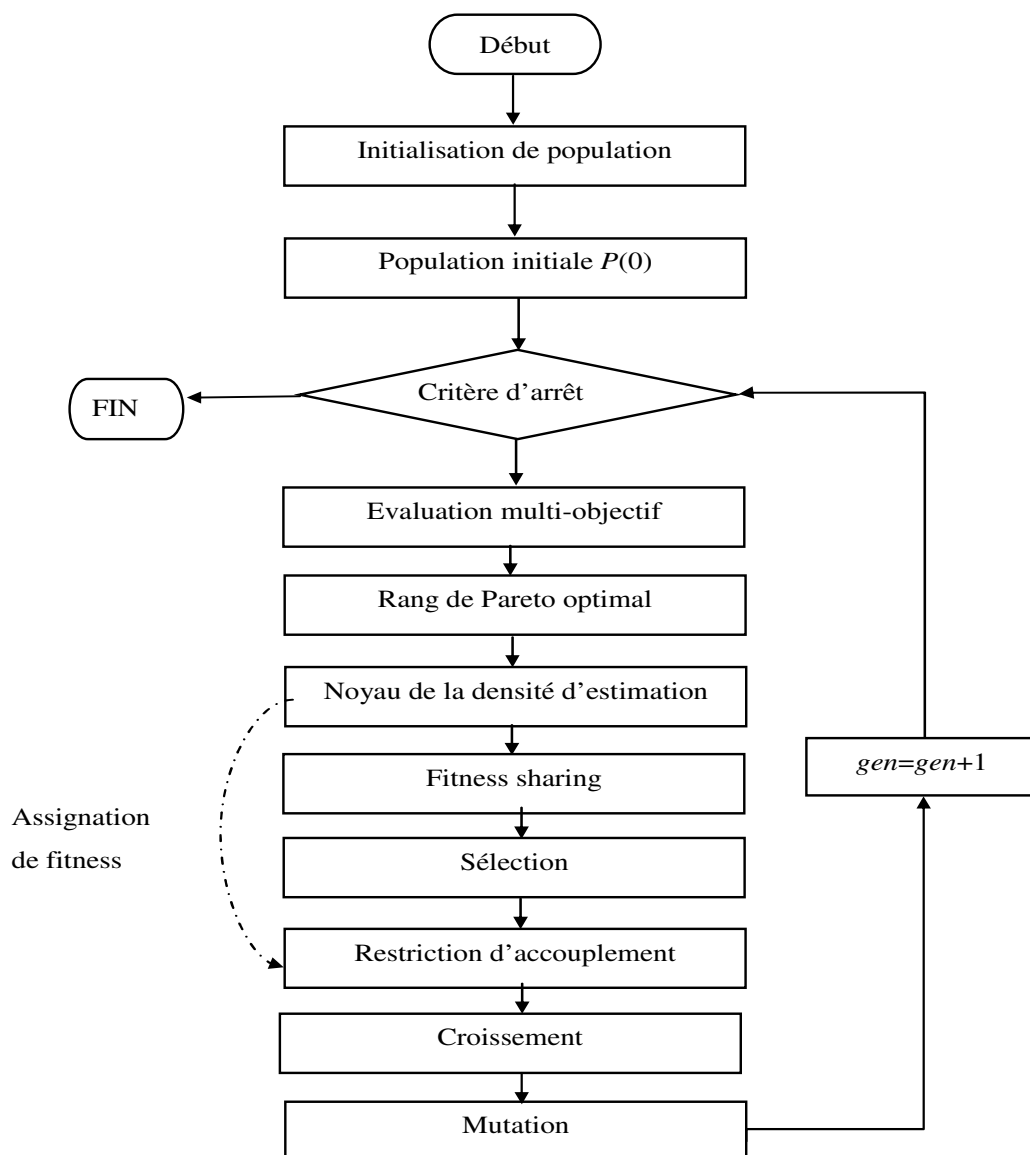 Début
Initialisation de population
Population initiale P(0)
Critère d’arrêt
FIN
Evaluation multi-objectif
Rang de Pareto optimal
Noyau de la densité d’estimation
Fitness sharing
gen=gen+1
Assignation
de fitness
Sélection
Restriction d’accouplement
Croissement
Mutation